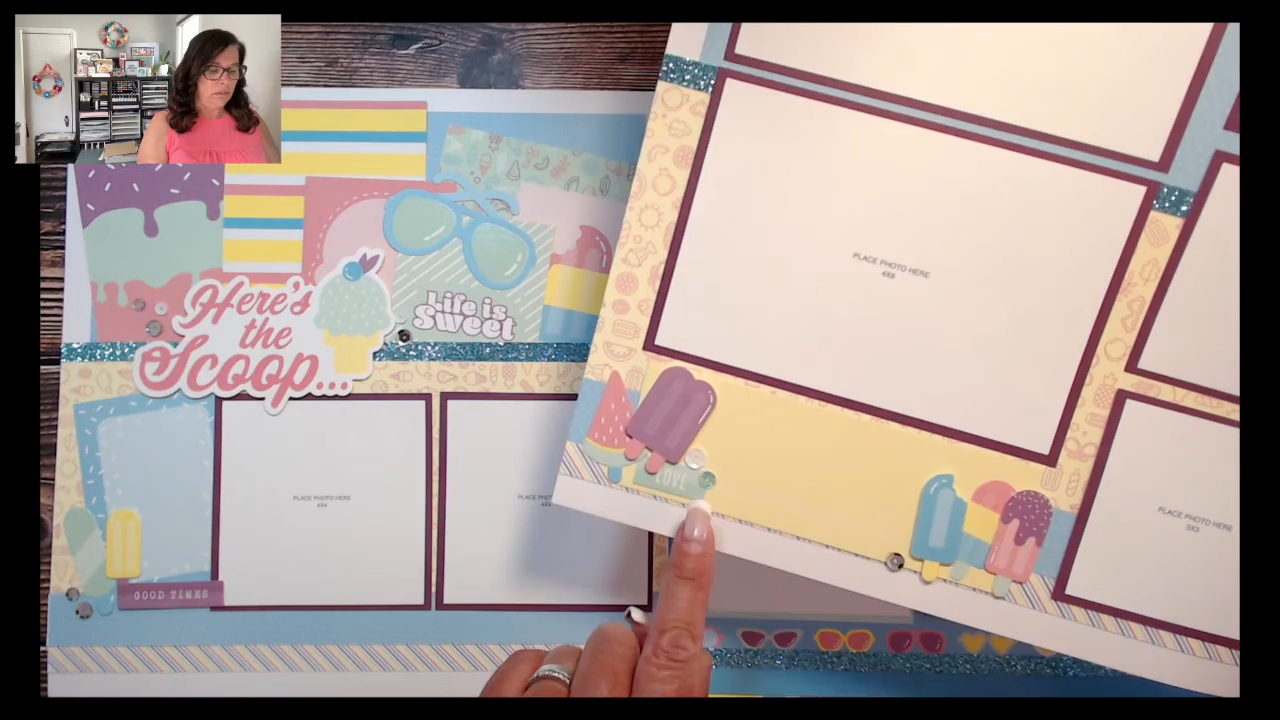 Here's
the
Scoop...
Life is
Sweet
GOOD TIMES
PLACE PHOTO HERE
4X4
PLACE PHOTO HERE
4X6
LOVE
PLACE PHOTO HERE
3X3